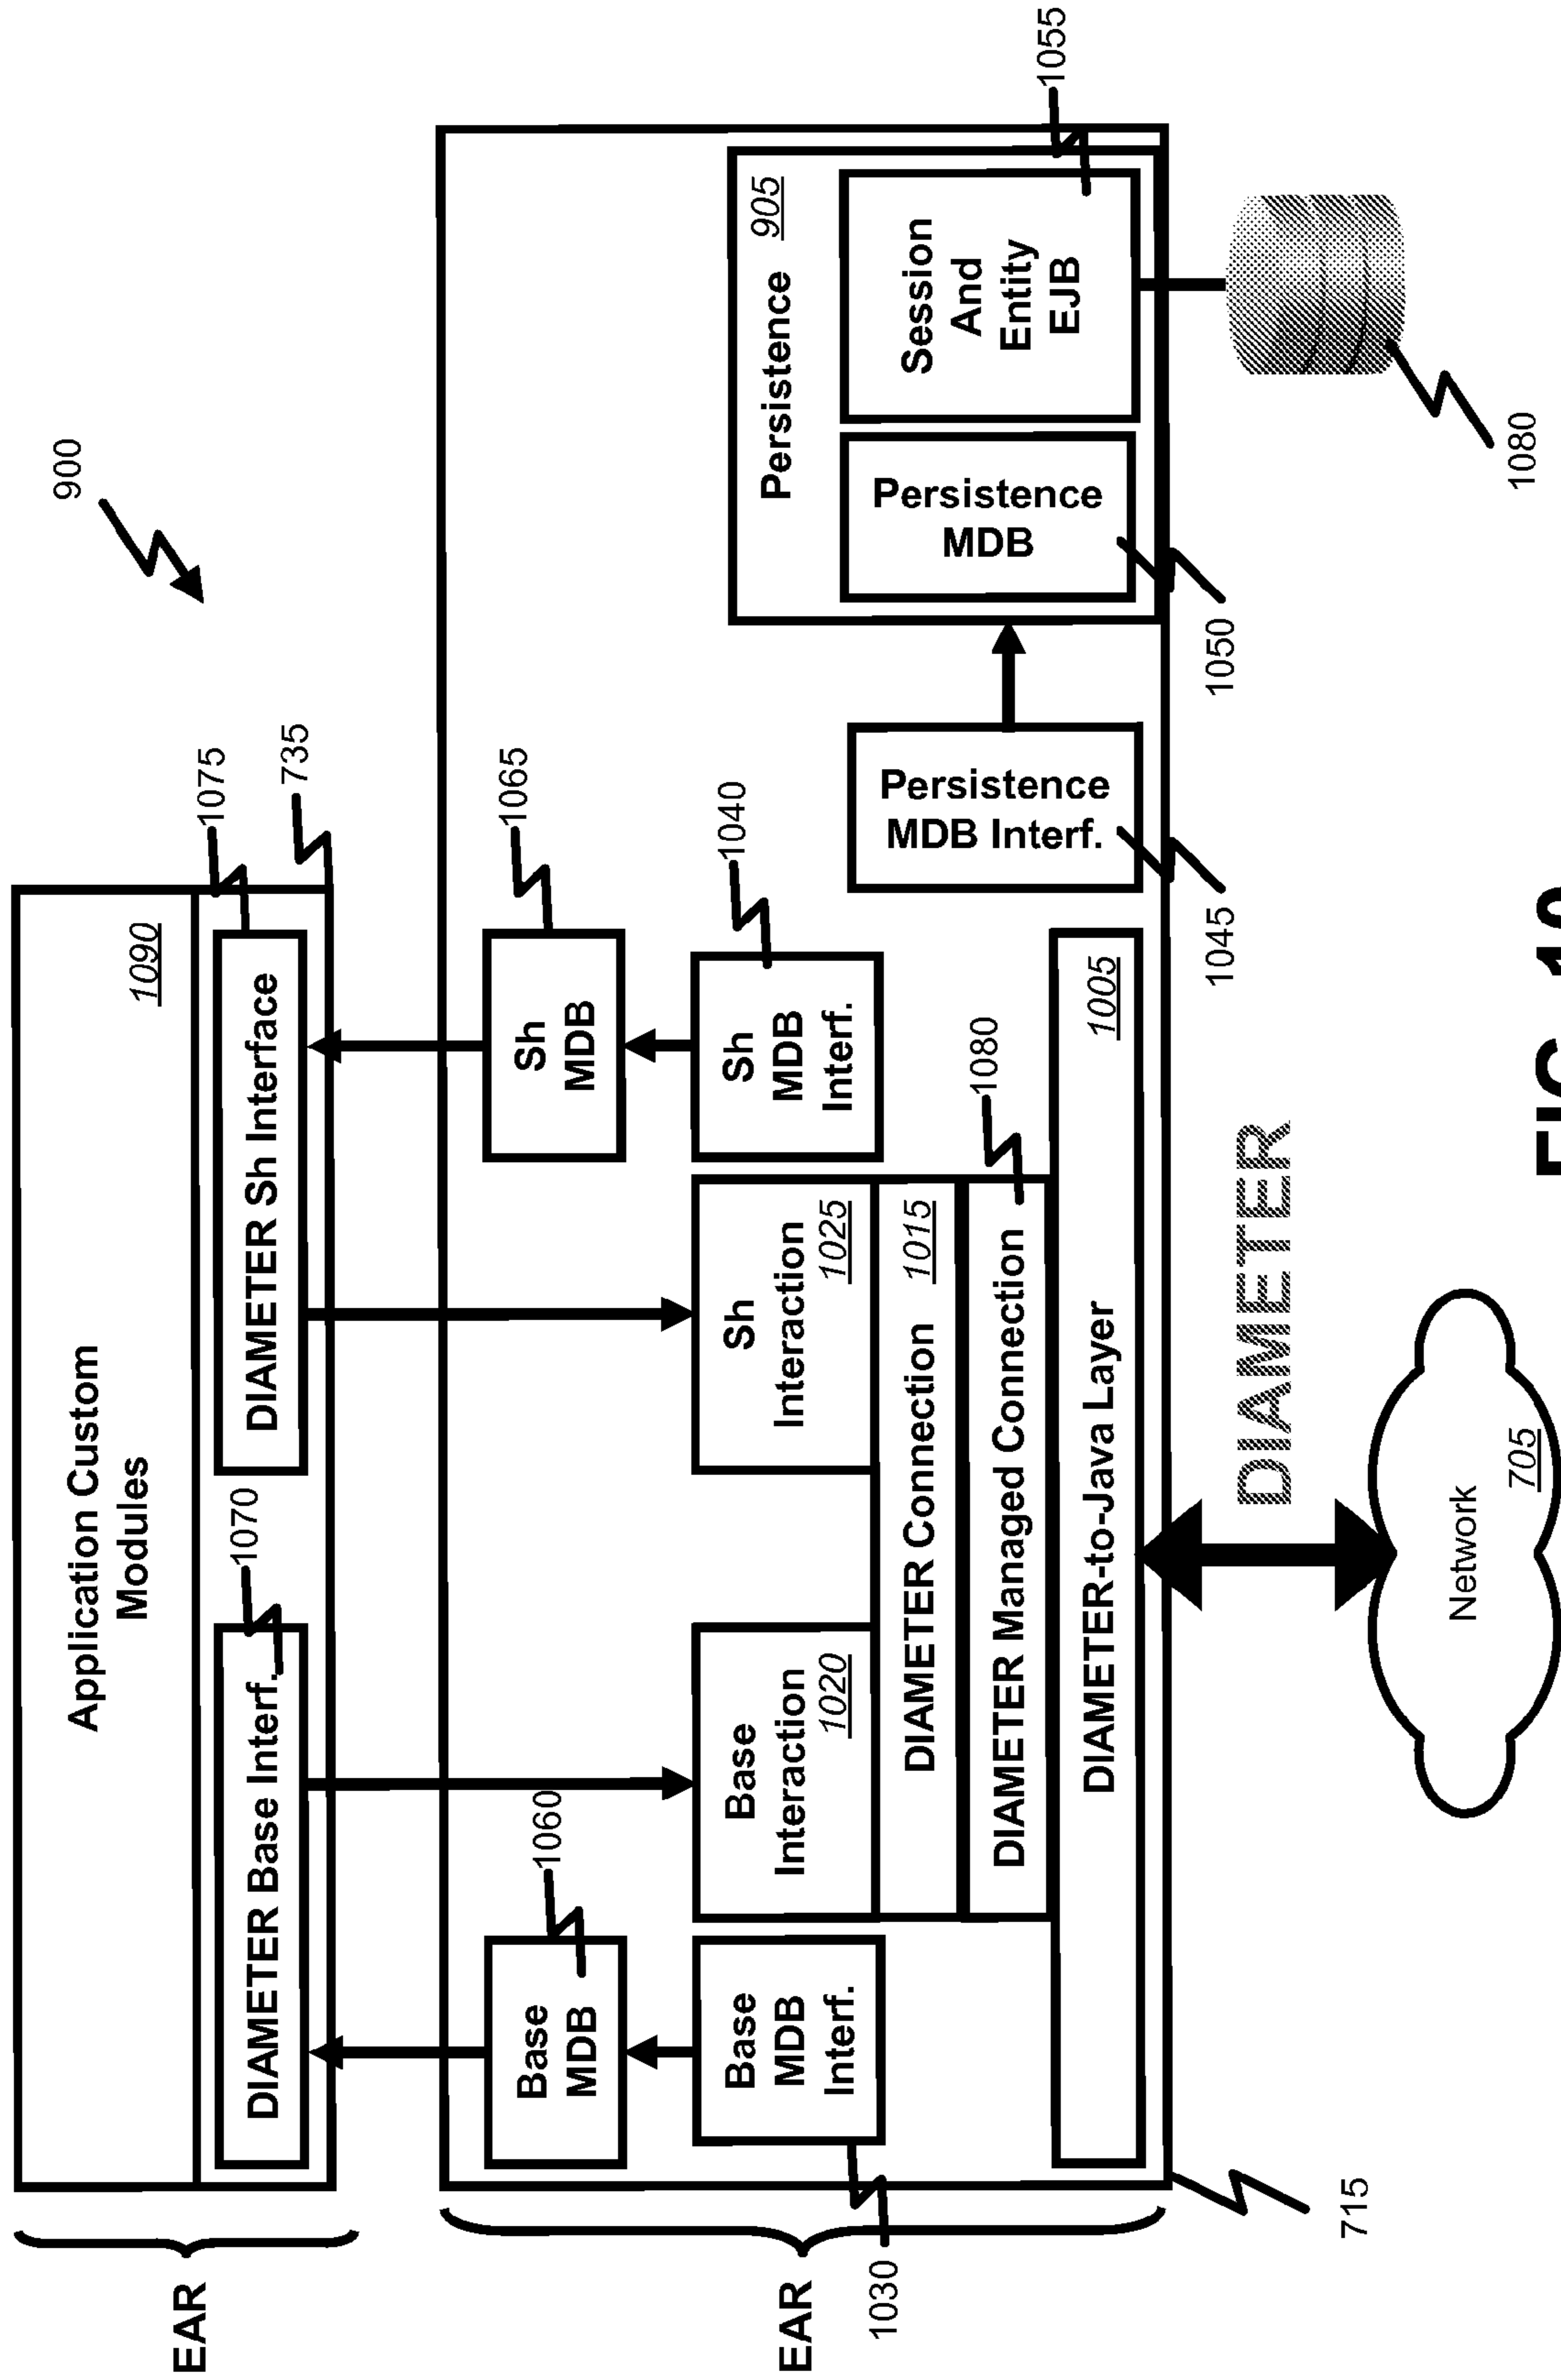 900
EAR
Application Custom
Modules
1090
1070
1075
DIAMETER Base Interf.
DIAMETER Sh Interface
735
EAR
1060
1065
Base
MDB
Sh
MDB
Base
MDB
Interf.
1030
Base
Interaction
1020
Sh
Interaction
1025
Sh
MDB
Interf.
1040
DIAMETER Connection
1015
DIAMETER Managed Connection
1080
DIAMETER-to-Java Layer
1005
Persistence
MDB Interf.
1045
Persistence
905
Persistence
MDB
1050
Session
And
Entity
EJB
1055
1080
715
DIAMETER
Network
705